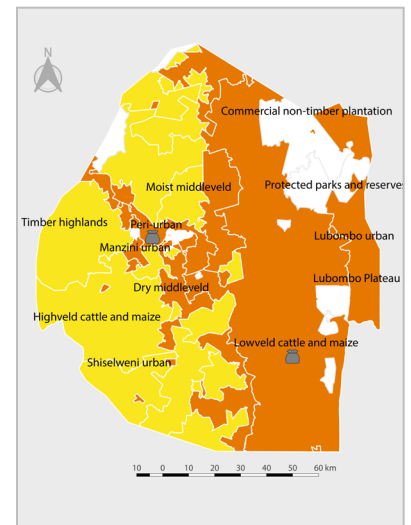 N
Commercial non-timber plantation
Moist middleveld
Protected parks and reserves
Timber highlands
Peri-urban
Lubombo urban
Manzini urban
Lubombo Plateau
Dry middleveld
Highveld cattle and maize
Lowveld cattle and maize
Shiselweni urban
10 0 10 20 30 40 50 60 km